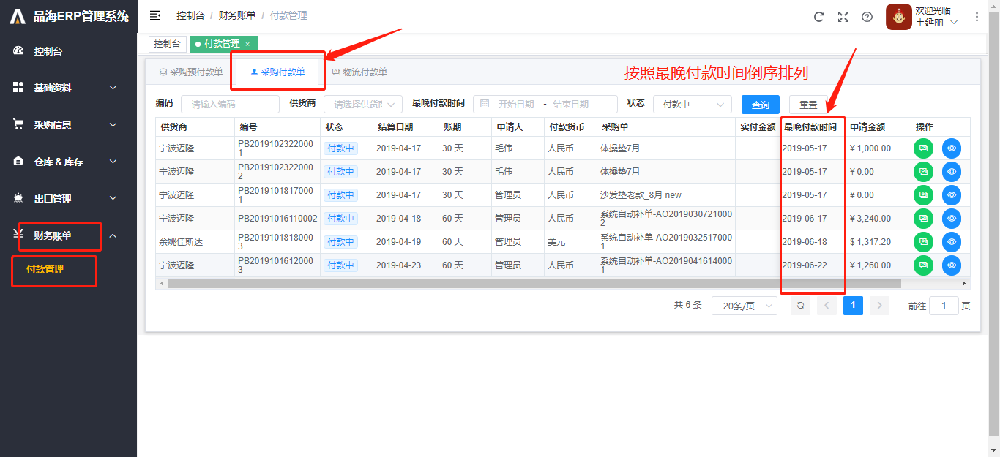 品海ERP管理系统
控制台 / 财务账单 / 付款管理
欢迎光临
王延丽
控制台
基础资料
采购信息
仓库 & 库存
出口管理
财务账单
付款管理
控制台 付款管理 ×
采购预付款单 采购付款单 物流付款单
按照最晚付款时间倒序排列
编码 请输入编码 供货商 请选择供货商 最晚付款时间 开始日期 - 结束日期 状态 付款中 查询 重置
供货商 编号 状态 结算日期 账期 申请人 付款货币 采购单 实付金额 最晚付款时间 申请金额 操作
宁波迈隆 PB20191023220001 付款中 2019-04-17 30 天 毛伟 人民币 体操垫7月 2019-05-17 ¥ 1,000.00
宁波迈隆 PB20191023220002 付款中 2019-04-17 30 天 毛伟 人民币 体操垫7月 2019-05-17 ¥ 0.00
宁波迈隆 PB20191018170001 付款中 2019-04-17 30 天 管理员 人民币 沙发垫老款_8月 new 2019-05-17 ¥ 0.00
宁波迈隆 PB20191016110002 付款中 2019-04-18 60 天 管理员 人民币 系统自动补单-AO20190307210002 2019-06-17 ¥ 3,240.00
余姚佳斯达 PB20191018180003 付款中 2019-04-19 60 天 管理员 美元 系统自动补单-AO20190325170001 2019-06-18 $ 1,317.20
宁波迈隆 PB20191016120003 付款中 2019-04-23 60 天 管理员 人民币 系统自动补单-AO20190416140001 2019-06-22 ¥ 1,260.00
共 6 条 20条/页 1 前往 1 页